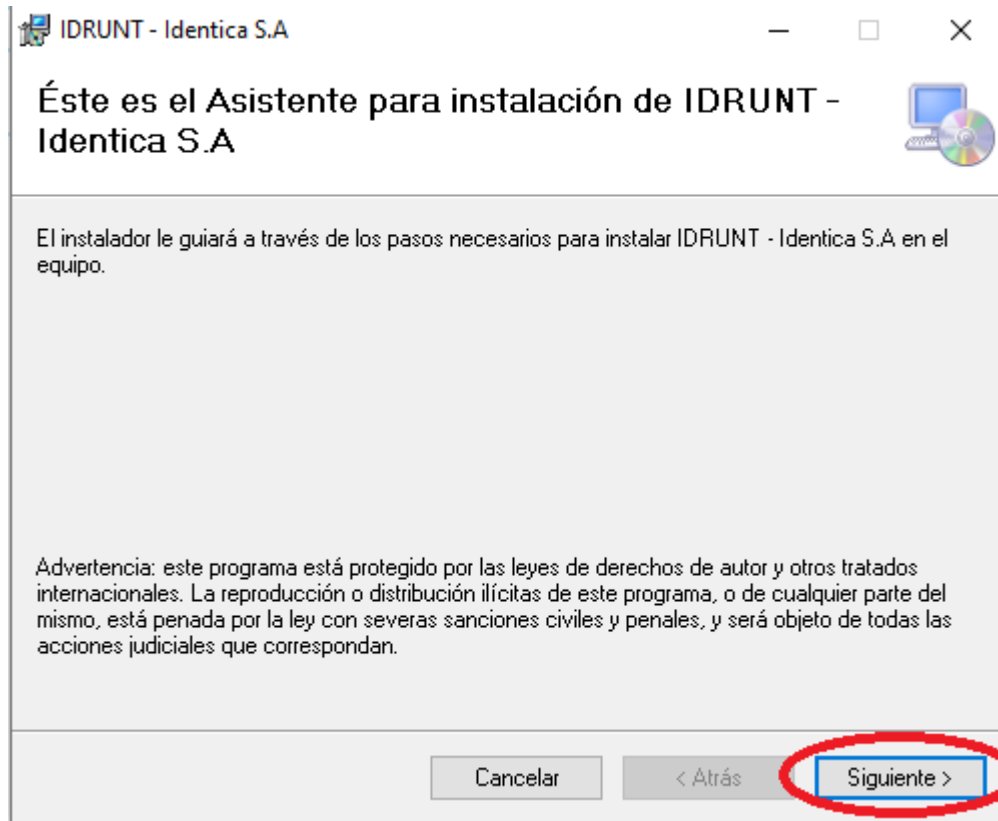 IDRUNT - Identica S.A
Éste es el Asistente para instalación de IDRUNT -
Identica S.A
El instalador le guiará a través de los pasos necesarios para instalar IDRUNT - Identica S.A en el
equipo.
Advertencia: este programa está protegido por las leyes de derechos de autor y otros tratados
internacionales. La reproducción o distribución ilícitas de este programa, o de cualquier parte del
mismo, está penada por la ley con severas sanciones civiles y penales, y será objeto de todas las
acciones judiciales que correspondan.
Cancelar < Atrás Siguiente >